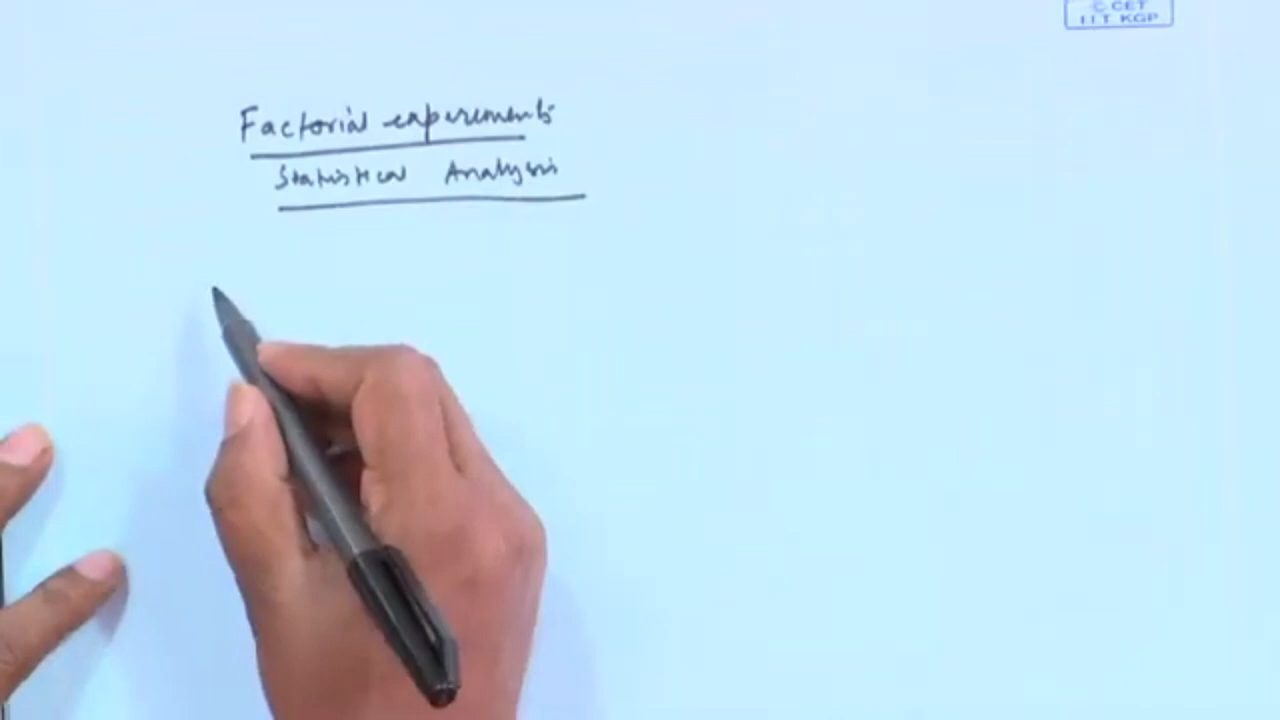 © CET
I.I.T. KGP
Factorial experiments
Statistical Analysis